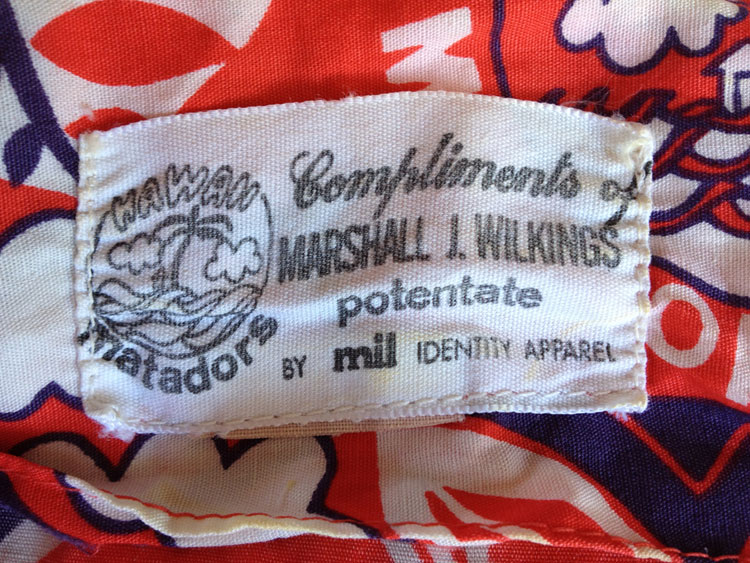 HAWAII
matadors
Compliments of
MARSHALL J. WILKINGS
potentate
BY mil IDENTITY APPAREL
M
O